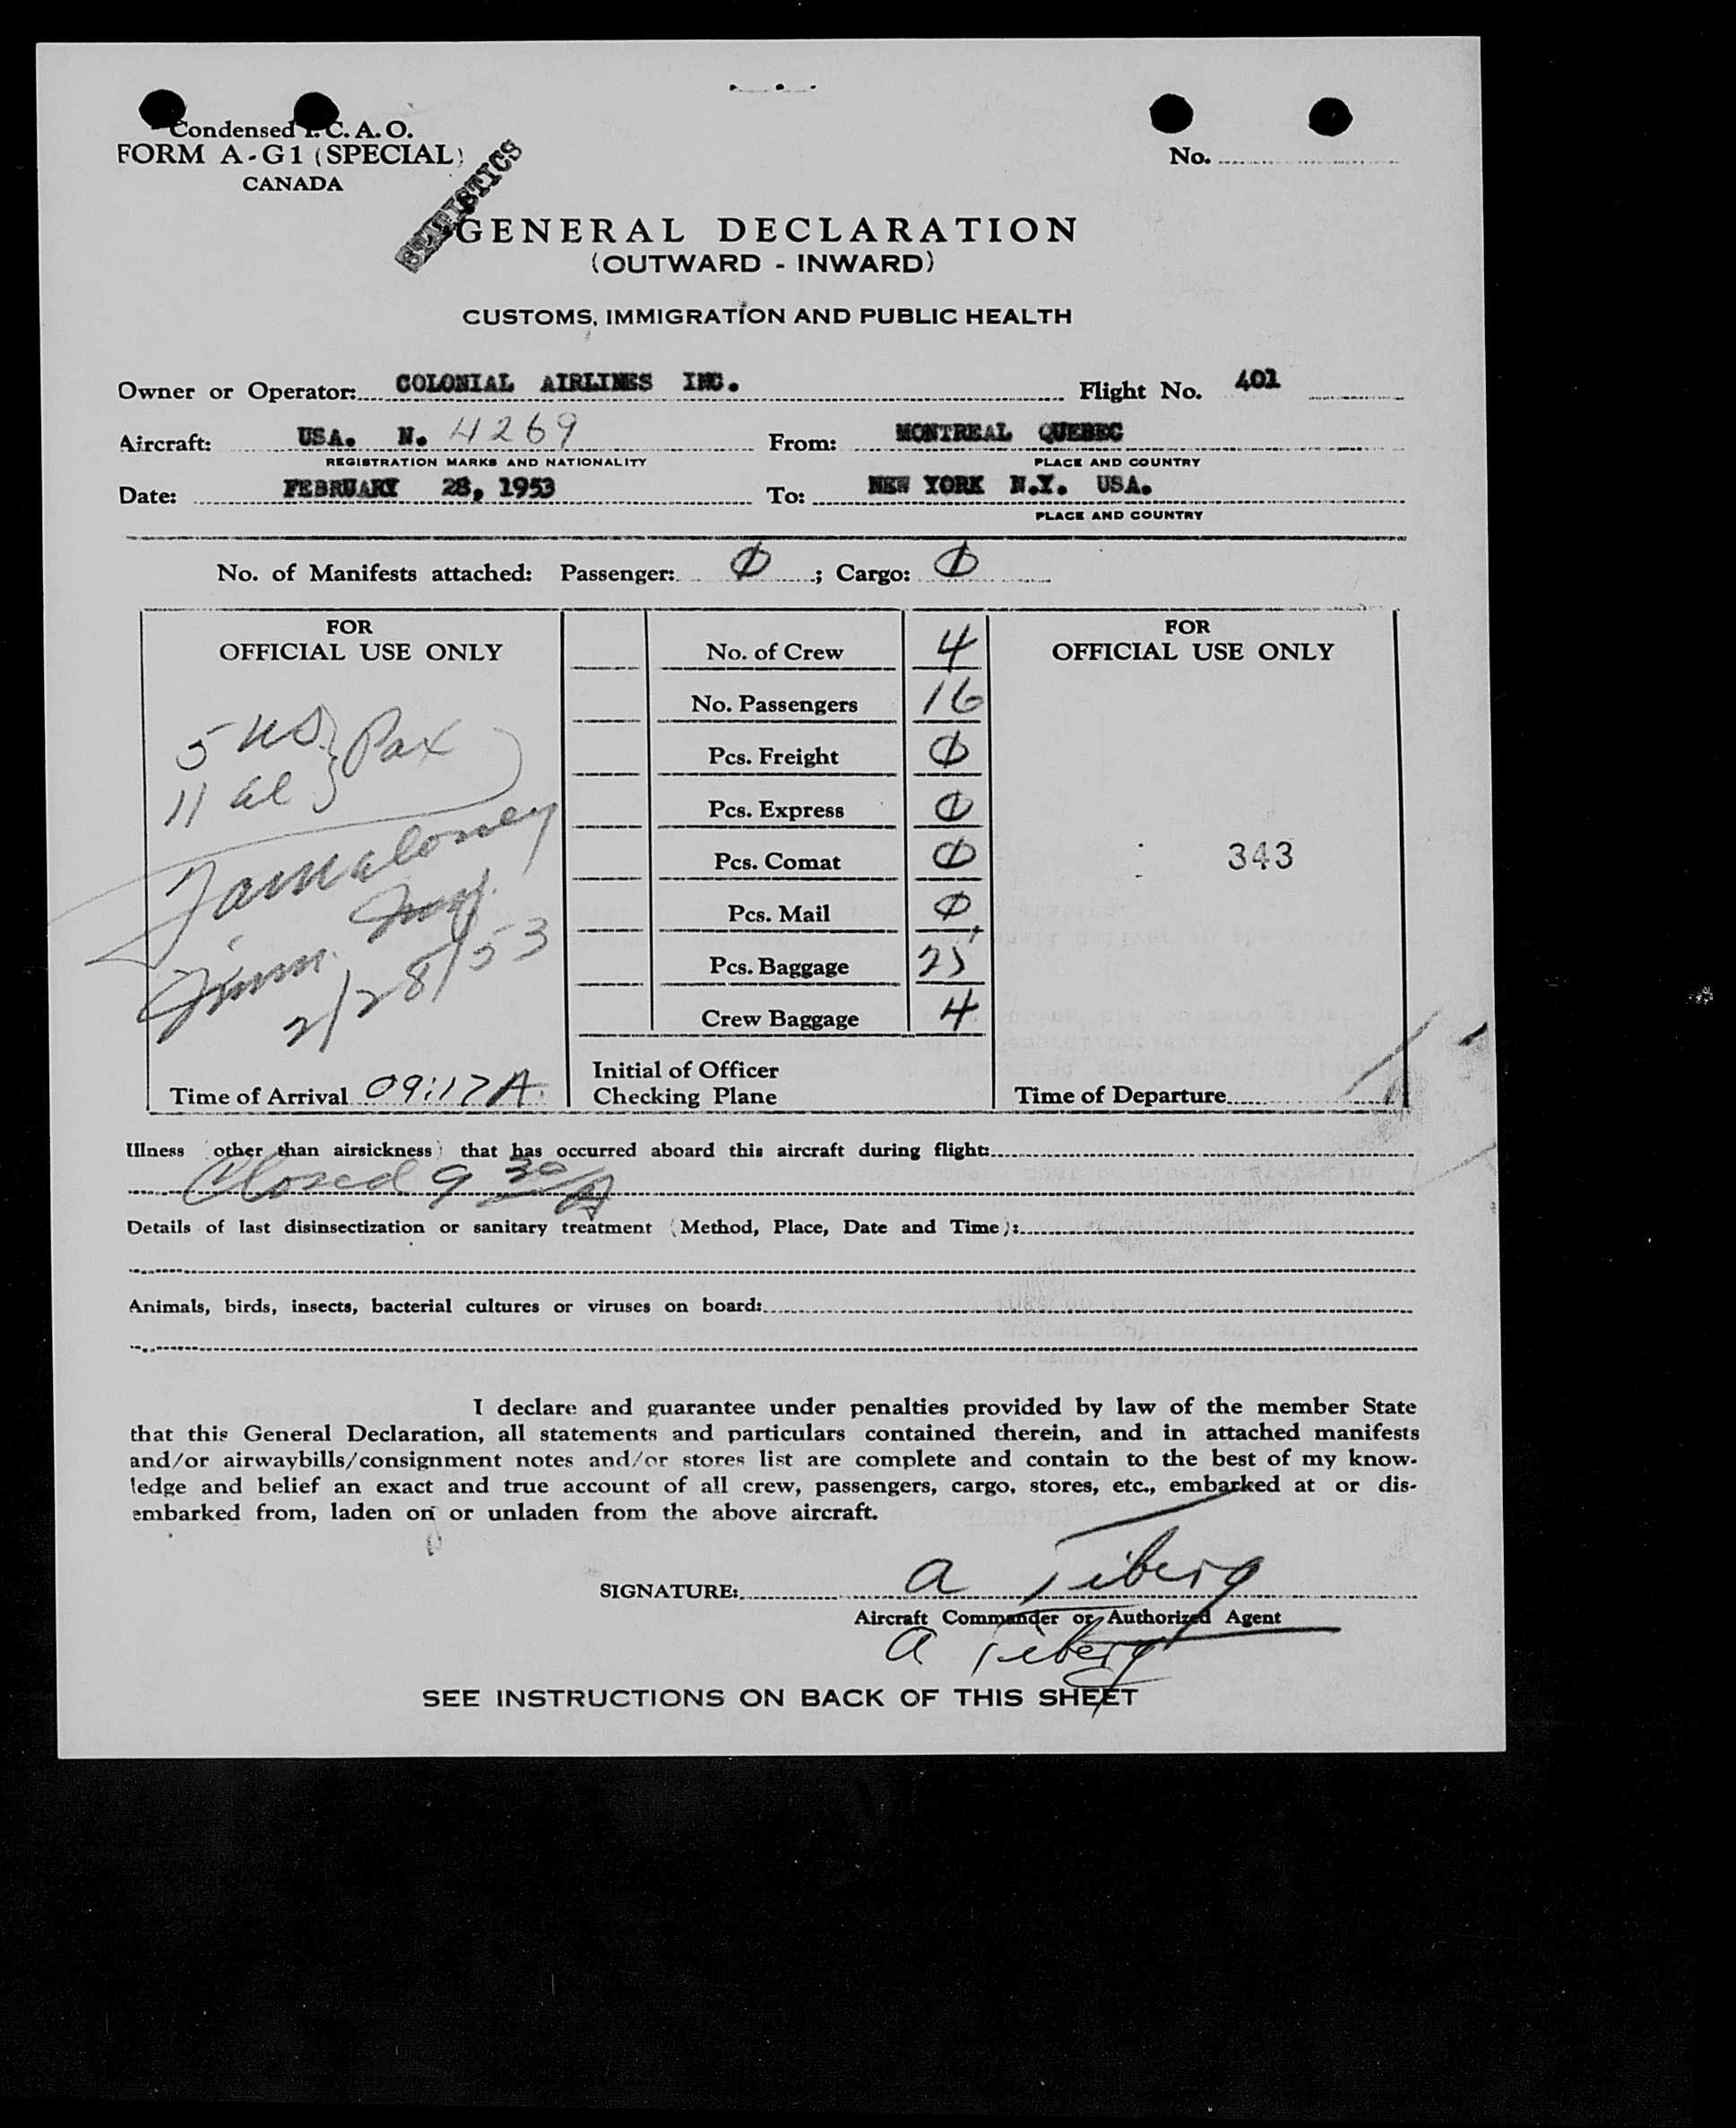 Condensed I. C. A. O.
FORM A-G1 (SPECIAL)
CANADA
No.
STATISTICS
GENERAL DECLARATION
(OUTWARD - INWARD)
CUSTOMS, IMMIGRATION AND PUBLIC HEALTH
Owner or Operator: COLONIAL AIRLINES INC. Flight No. 401
Aircraft: USA. N. 4269 From: MONTREAL QUEBEC
REGISTRATION MARKS AND NATIONALITY PLACE AND COUNTRY
Date: FEBRUARY 28, 1953 To: NEW YORK N.Y. USA.
PLACE AND COUNTRY
No. of Manifests attached: Passenger: Ø ; Cargo: Ø
FOR
OFFICIAL USE ONLY
5 US } Pax
11 al }
2/28/53
Time of Arrival 09:17 A.
No. of Crew 4
No. Passengers 16
Pcs. Freight Ø
Pcs. Express Ø
Pcs. Comat Ø
Pcs. Mail Ø
Pcs. Baggage 25
Crew Baggage 4
Initial of Officer
Checking Plane
FOR
OFFICIAL USE ONLY
343
Time of Departure
Illness (other than airsickness) that has occurred aboard this aircraft during flight:
Closed 9 30/A
Details of last disinsectization or sanitary treatment (Method, Place, Date and Time):
Animals, birds, insects, bacterial cultures or viruses on board:
I declare and guarantee under penalties provided by law of the member State
that this General Declaration, all statements and particulars contained therein, and in attached manifests
and/or airwaybills/consignment notes and/or stores list are complete and contain to the best of my know-
ledge and belief an exact and true account of all crew, passengers, cargo, stores, etc., embarked at or dis-
embarked from, laden on or unladen from the above aircraft.
SIGNATURE: A Tiberg
Aircraft Commander or Authorized Agent
A Tiberg
SEE INSTRUCTIONS ON BACK OF THIS SHEET